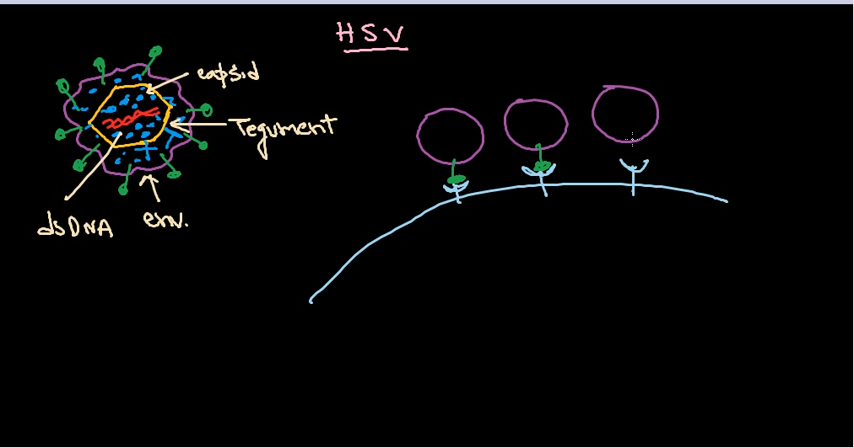 HSV
capsid
Tegument
dsDNA
env.